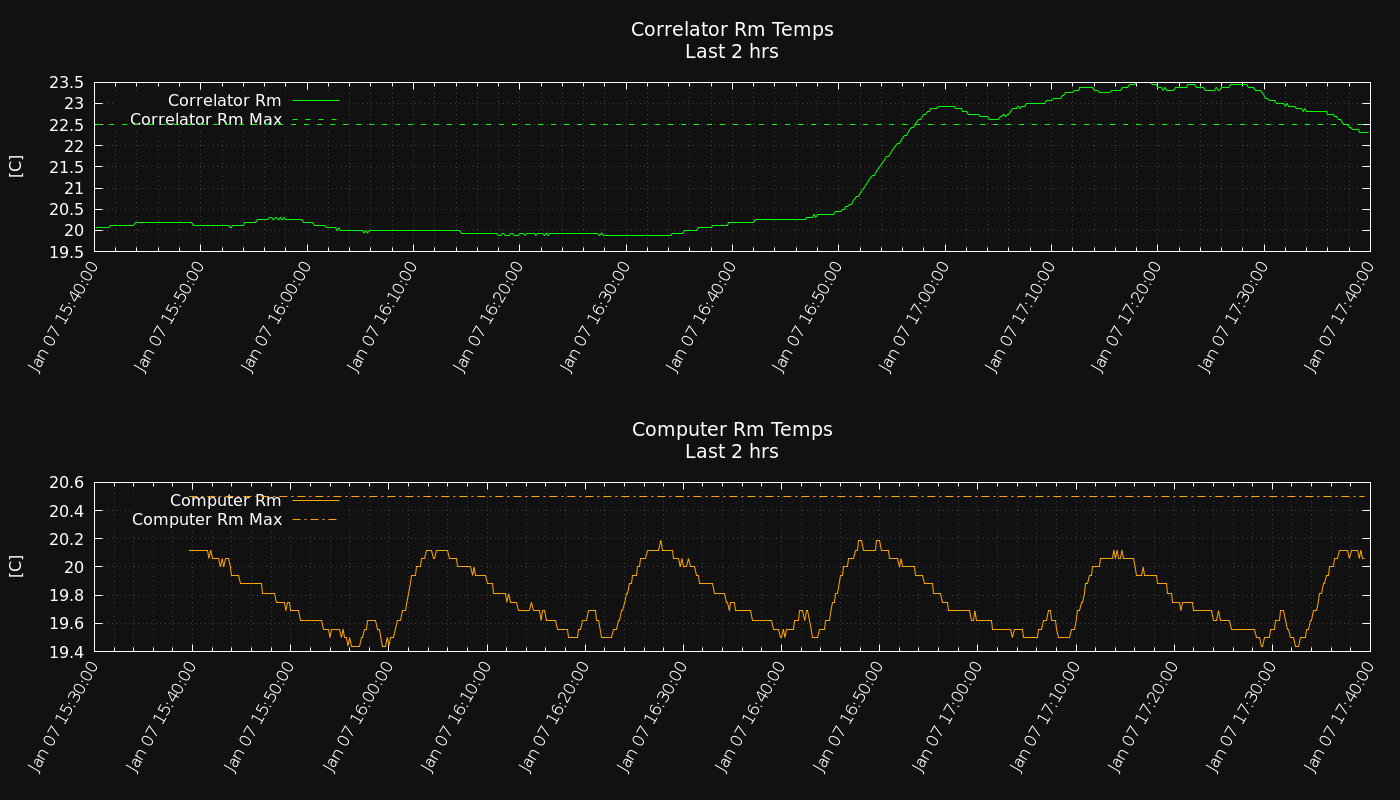 Correlator Rm Temps
Last 2 hrs
23.5
23
22.5
22
21.5
21
20.5
20
19.5
[C]
Correlator Rm
Correlator Rm Max
Jan 07 15:40:00
Jan 07 15:50:00
Jan 07 16:00:00
Jan 07 16:10:00
Jan 07 16:20:00
Jan 07 16:30:00
Jan 07 16:40:00
Jan 07 16:50:00
Jan 07 17:00:00
Jan 07 17:10:00
Jan 07 17:20:00
Jan 07 17:30:00
Jan 07 17:40:00
Computer Rm Temps
Last 2 hrs
20.6
20.4
20.2
20
19.8
19.6
19.4
[C]
Computer Rm
Computer Rm Max
Jan 07 15:30:00
Jan 07 15:40:00
Jan 07 15:50:00
Jan 07 16:00:00
Jan 07 16:10:00
Jan 07 16:20:00
Jan 07 16:30:00
Jan 07 16:40:00
Jan 07 16:50:00
Jan 07 17:00:00
Jan 07 17:10:00
Jan 07 17:20:00
Jan 07 17:30:00
Jan 07 17:40:00